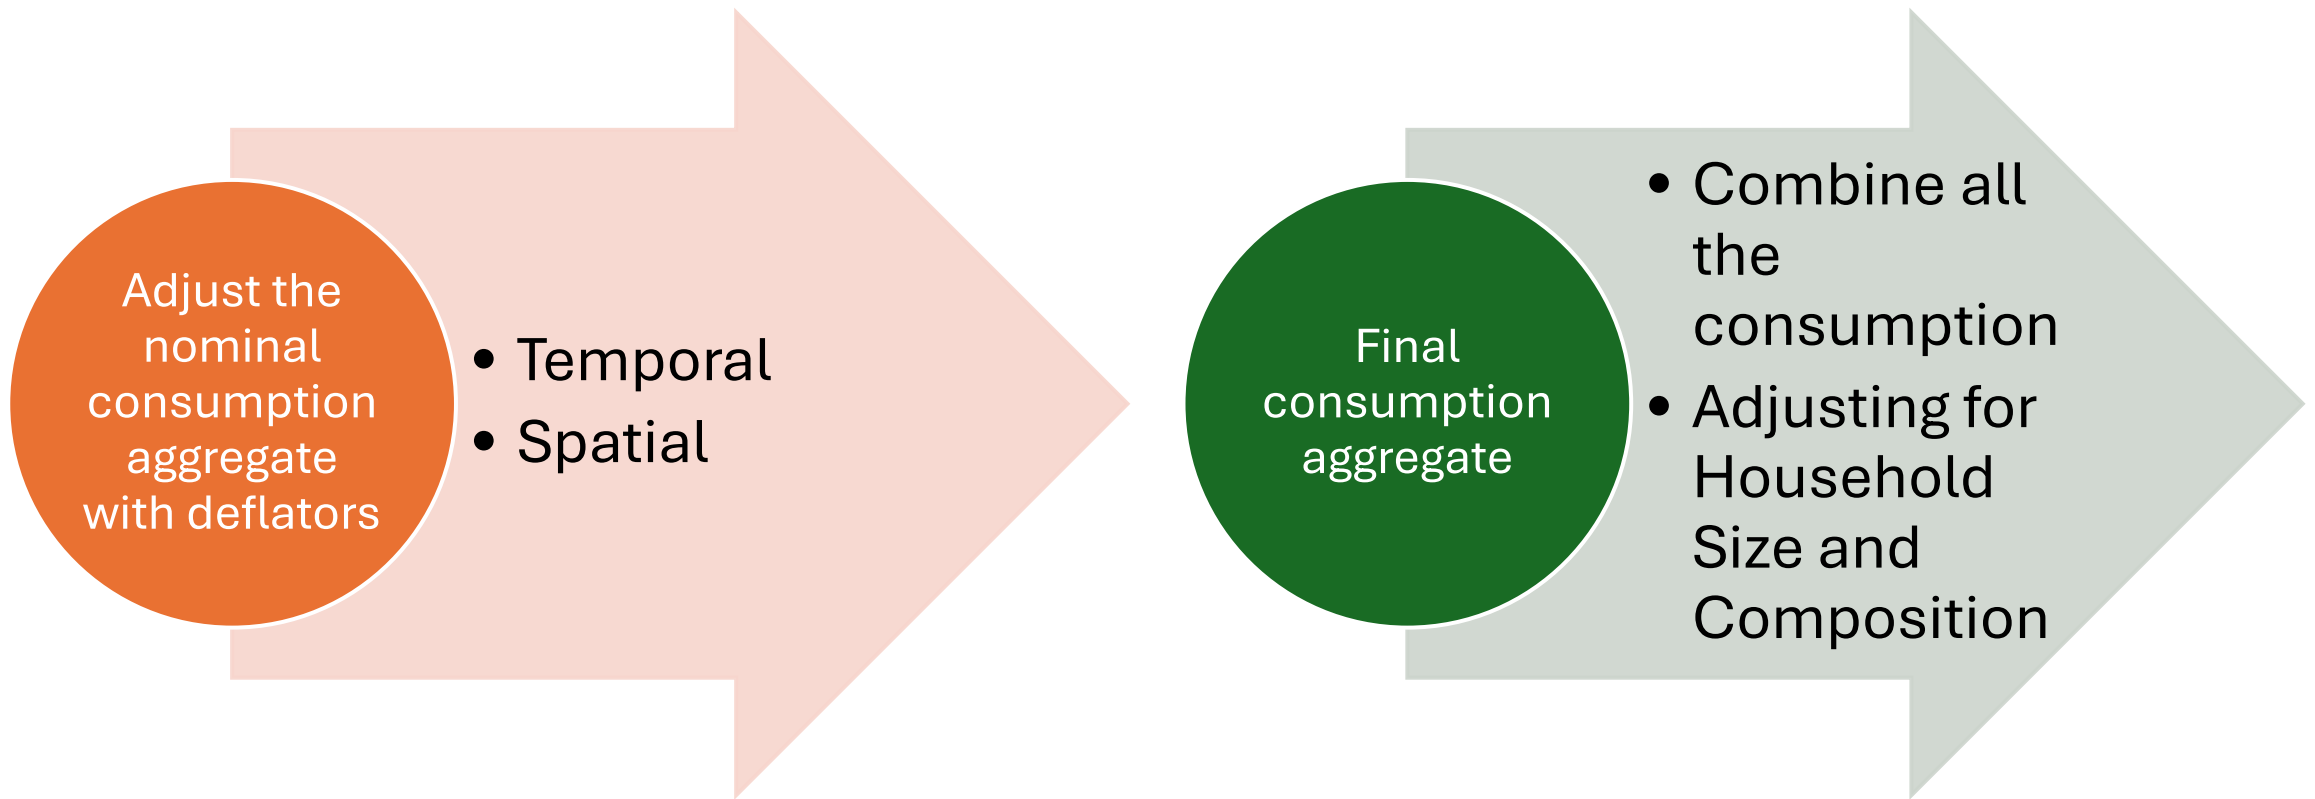 Adjust the
nominal
consumption
aggregate
with deflators
• Temporal
• Spatial
Final
consumption
aggregate
• Combine all
the
consumption
• Adjusting for
Household
Size and
Composition